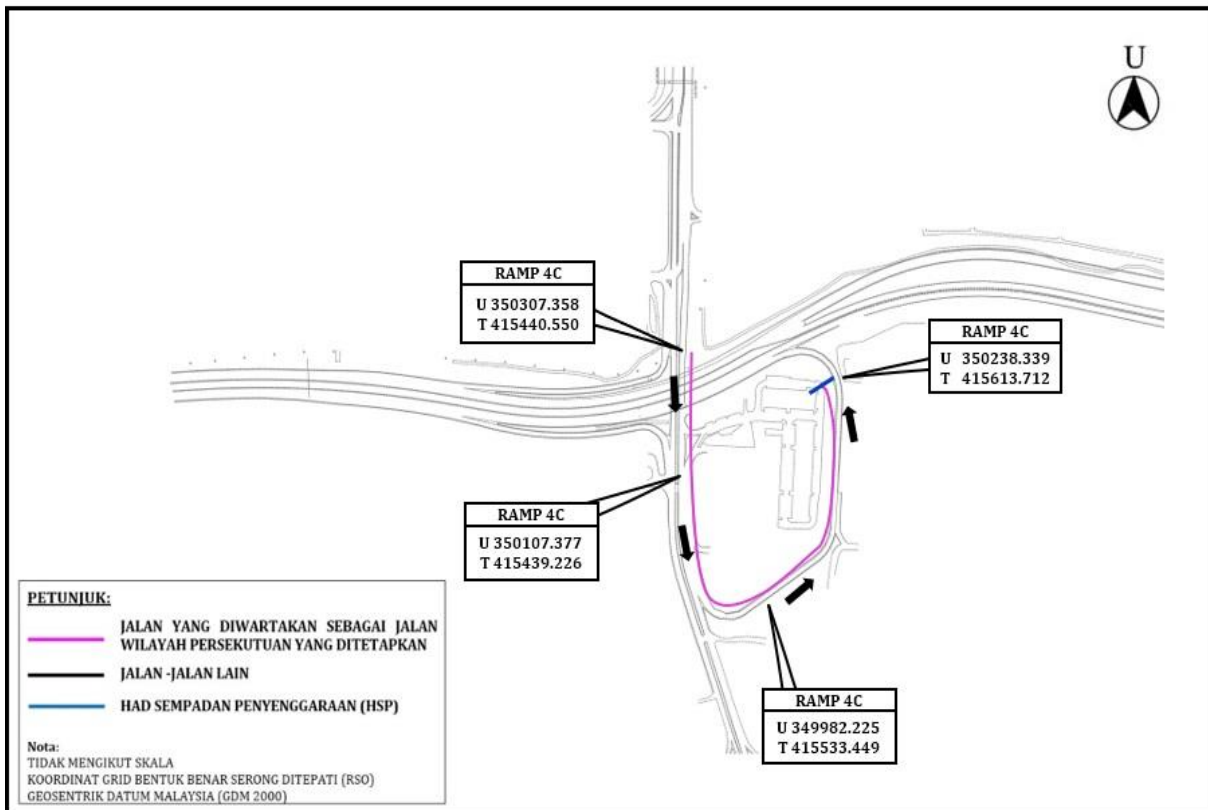 U
RAMP 4C
U 350307.358
T 415440.550
RAMP 4C
U 350238.339
T 415613.712
RAMP 4C
U 350107.377
T 415439.226
RAMP 4C
U 349982.225
T 415533.449
PETUNJUK:
JALAN YANG DIWARTAKAN SEBAGAI JALAN
WILAYAH PERSEKUTUAN YANG DITETAPKAN
JALAN -JALAN LAIN
HAD SEMPADAN PENYENGGARAAN (HSP)
Nota:
TIDAK MENGIKUT SKALA
KOORDINAT GRID BENTUK BENAR SERONG DITEPATI (RSO)
GEOSENTRIK DATUM MALAYSIA (GDM 2000)